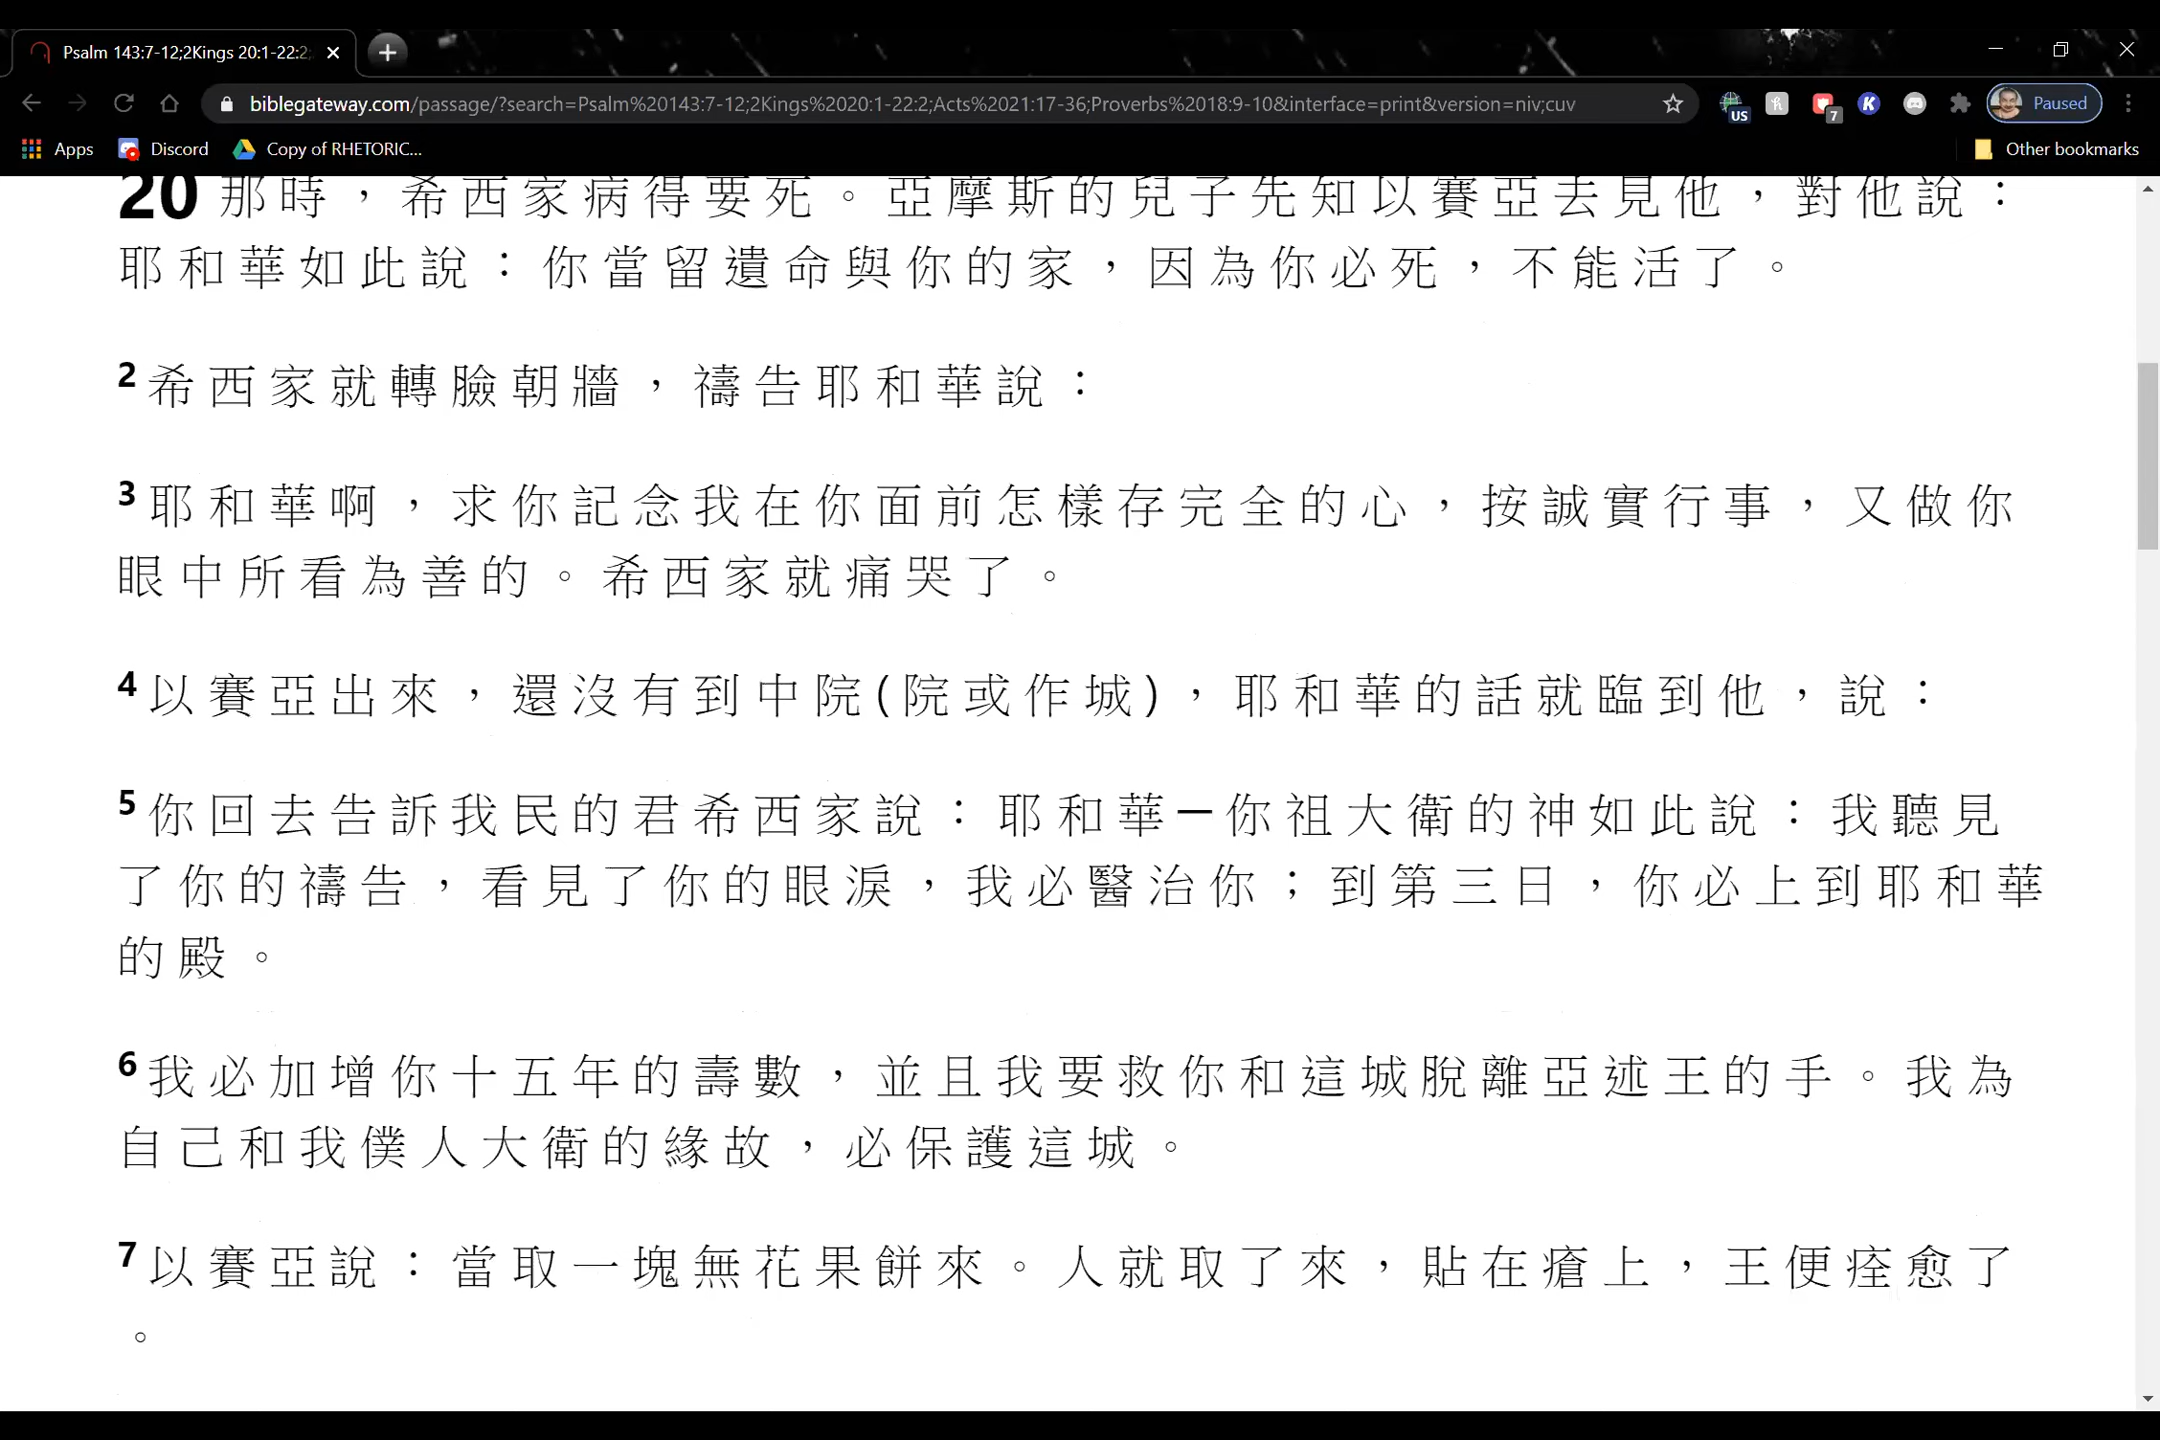 Psalm 143:7-12;2Kings 20:1-22:2;
biblegateway.com/passage/?search=Psalm%20143:7-12;2Kings%2020:1-22:2;Acts%2021:17-36;Proverbs%2018:9-10&interface=print&version=niv;cuv
US
7
K
Paused
Apps
Discord
Copy of RHETORIC...
Other bookmarks
20 那時，希西家病得要死。亞摩斯的兒子先知以賽亞去見他，對他說：
耶和華如此說：你當留遺命與你的家，因為你必死，不能活了。
2 希西家就轉臉朝牆，禱告耶和華說：
3 耶和華啊，求你記念我在你面前怎樣存完全的心，按誠實行事，又做你
眼中所看為善的。希西家就痛哭了。
4 以賽亞出來，還沒有到中院(院或作城)，耶和華的話就臨到他，說：
5 你回去告訴我民的君希西家說：耶和華─你祖大衛的神如此說：我聽見
了你的禱告，看見了你的眼淚，我必醫治你；到第三日，你必上到耶和華
的殿。
6 我必加增你十五年的壽數，並且我要救你和這城脫離亞述王的手。我為
自己和我僕人大衛的緣故，必保護這城。
7 以賽亞說：當取一塊無花果餅來。人就取了來，貼在瘡上，王便痊愈了
。